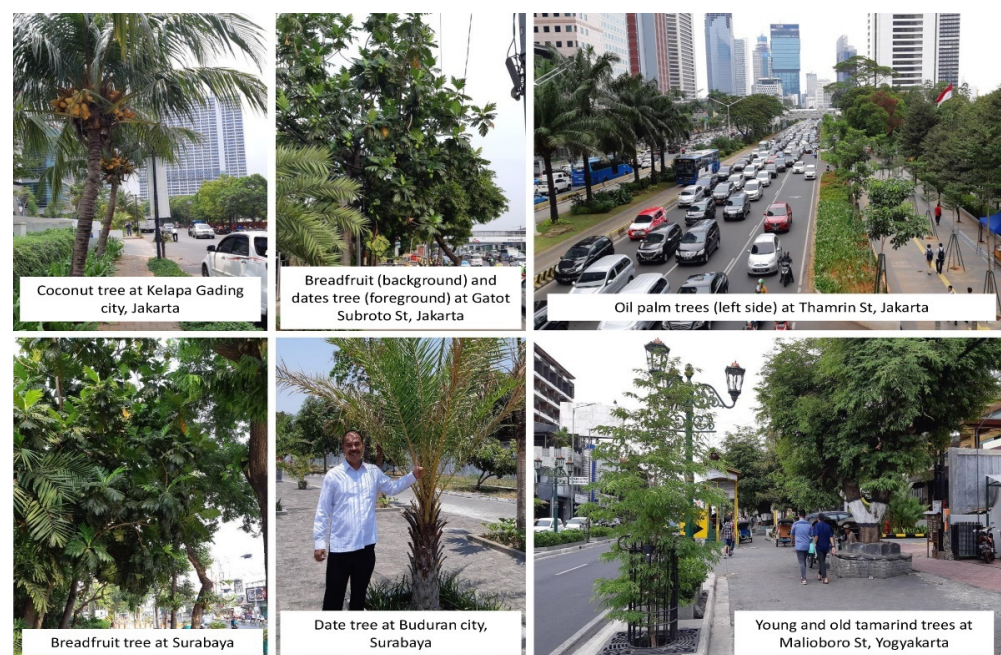 Coconut tree at Kelapa Gading
city, Jakarta
Breadfruit (background) and
dates tree (foreground) at Gatot
Subroto St, Jakarta
Oil palm trees (left side) at Thamrin St, Jakarta
Breadfruit tree at Surabaya
Date tree at Buduran city,
Surabaya
Young and old tamarind trees at
Malioboro St, Yogyakarta